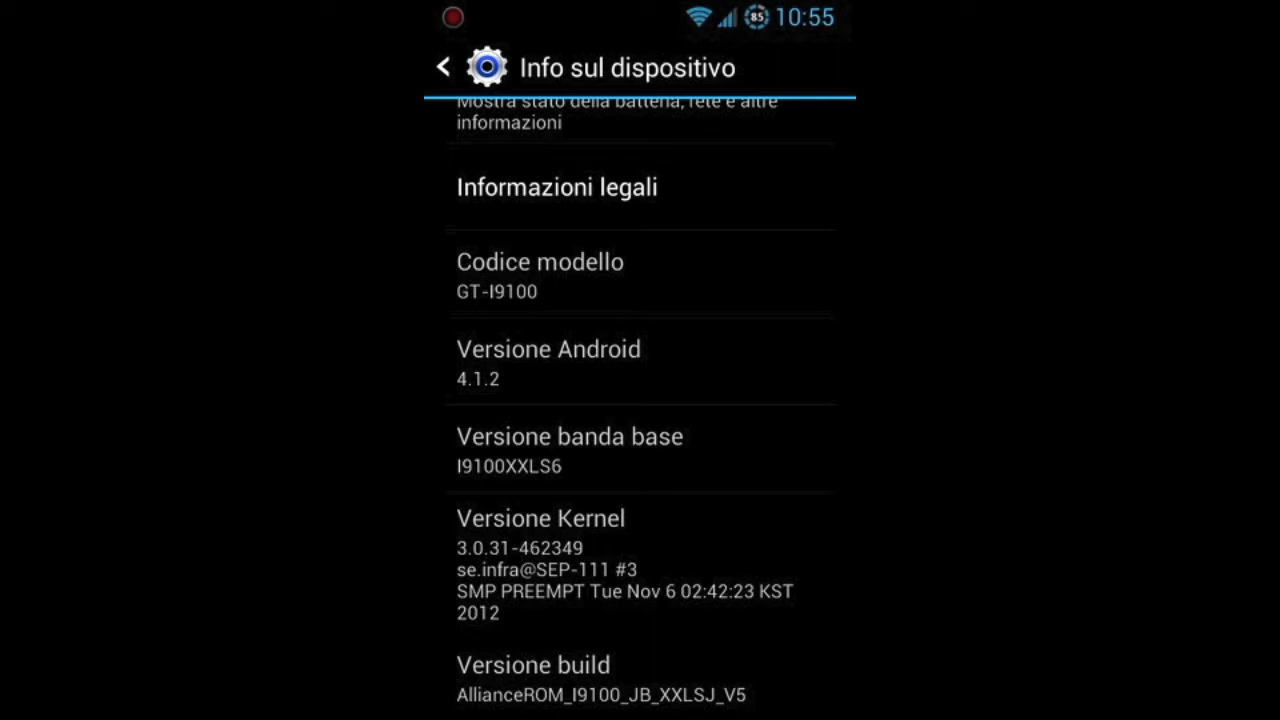 85 10:55
Info sul dispositivo
Mostra stato della batteria, rete e altre
informazioni
Informazioni legali
Codice modello
GT-I9100
Versione Android
4.1.2
Versione banda base
I9100XXLS6
Versione Kernel
3.0.31-462349
se.infra@SEP-111 #3
SMP PREEMPT Tue Nov 6 02:42:23 KST
2012
Versione build
AllianceROM_I9100_JB_XXLSJ_V5